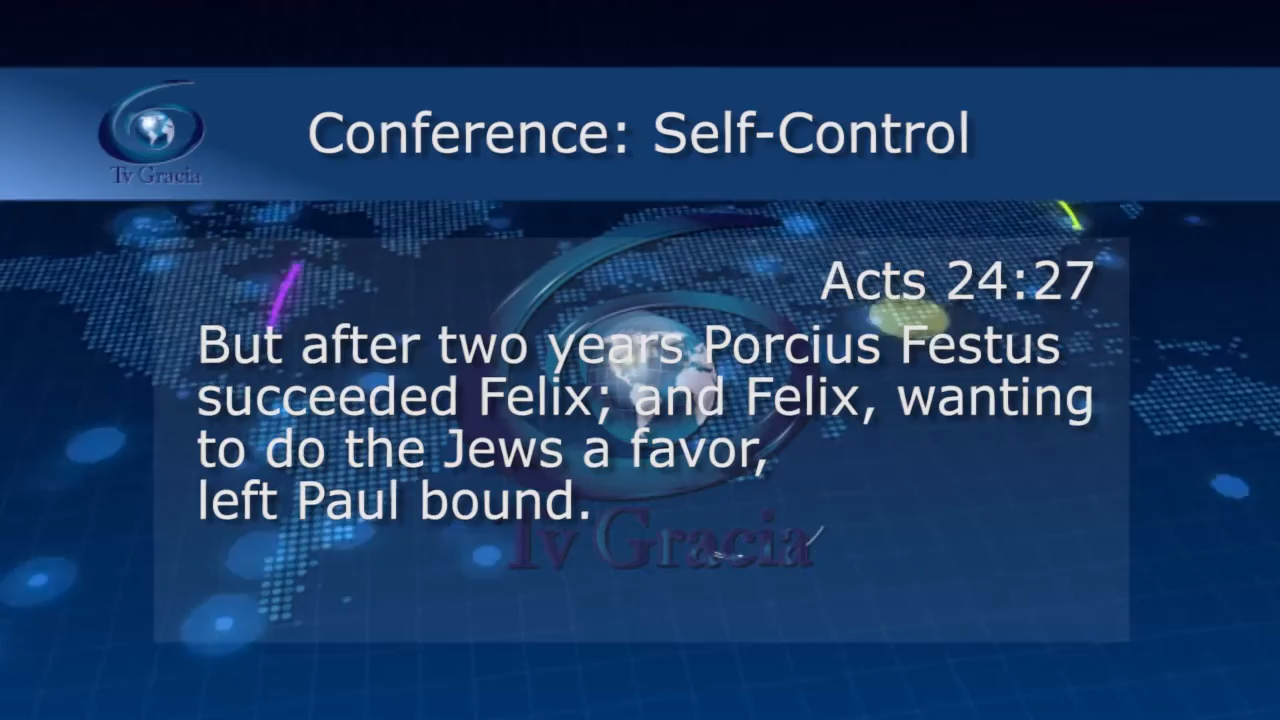 Conference: Self-Control
Tv Gracia
Acts 24:27
But after two years Porcius Festus
succeeded Felix; and Felix, wanting
to do the Jews a favor,
left Paul bound.
Tv Gracia